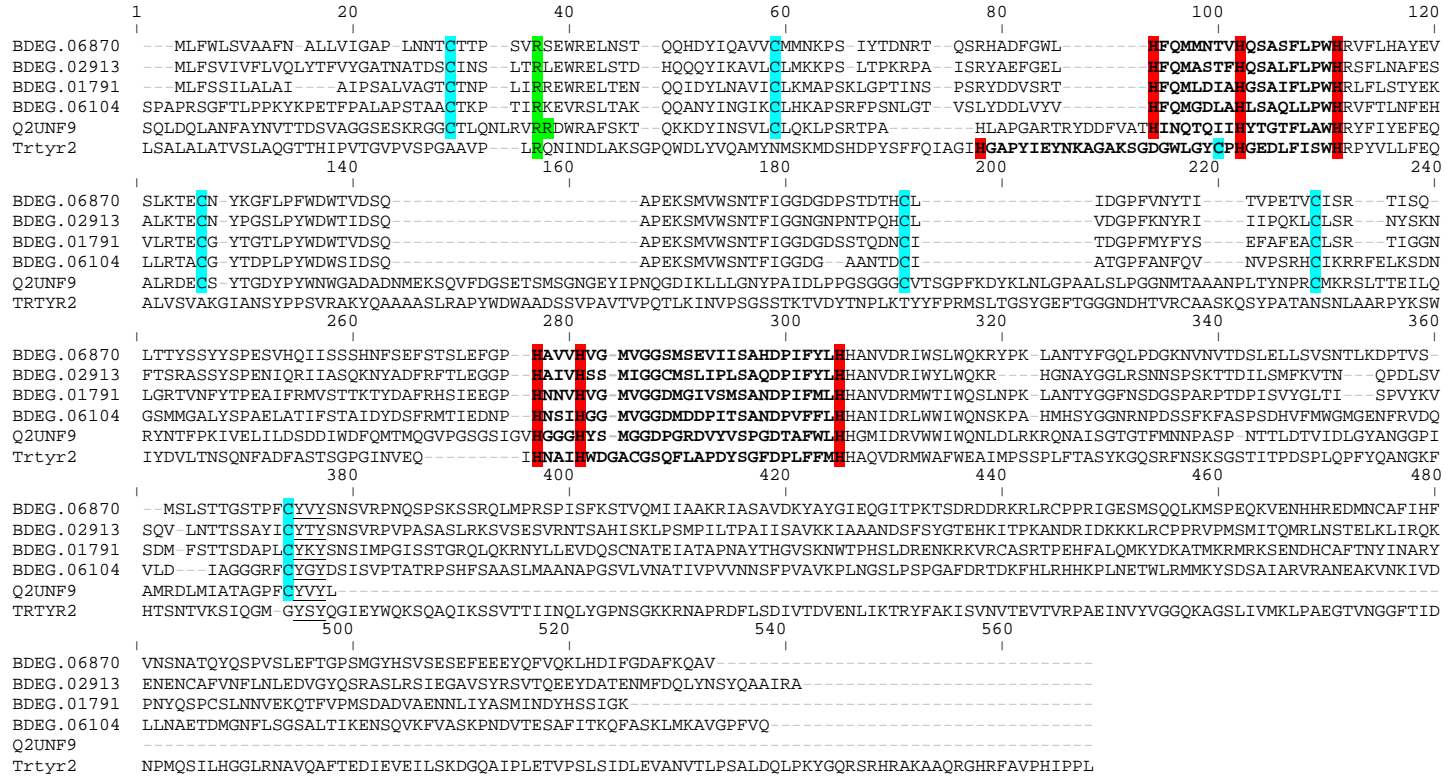 1 20 40 60 80 100 120
BDEG.06870 ---MLFWLSVAAFN-ALLVIGAP-LNNTCTTP--SVRSEWRELNST--QQHDYIQAVVCMMNKPS-IYTDNRT--QSRHADFGWL--------HFQMMNTVHQSASFLPWHRVFLHAYEV
BDEG.02913 ---MLFSVIVFLVQLYTFVYGATNATDSCINS--LTRLEWRELSTD--HQQQYIKAVLCLMKKPS-LTPKRPA--ISRYAEFGEL--------HFQMASTFHQSALFLPWHRSFLNAFES
BDEG.01791 ---MLFSSILALAI---AIPSALVAGTCTNP--LIRREWRELTEN--QQIDYLNAVICLKMAPSKLGPTINS-PSRYDDVSRT--------HFQMLDIAHGSAIFLPWHRLFLSTYEK
BDEG.06104 SPAPRSGFTLPPKYKPETFPALAPSTAACTKP--TIRKEVRSLTAK--QQANYINGIKCLHKAPSRFPSNLGT--VSLYDDLVYV--------HFQMGDLAHLSAQLLPWHRVFTLNFEH
Q2UNF9 SQLDQLANFAYNVTTDSVAGGSESKRGGCTLQNLRVRRDWRAFSKT--QKKDYINSVLCLQKLPSRTPA-------HLAPGARTRYDDFVATHINQTQIIHYTGTFLAWHRYFIYEFEQ
Trtyr2 LSALALATVSLAQGTTHIPVTGVPVSPGAAVP---LRQNINDLAKSGPQWDLYVQAMYNMSKMDSHDPYSFFQIAGIHGAPYIEYNKAGAKSGDGWLGYCPHGEDLFISWHRPYVLLFEQ
140 160 180 200 220 240
BDEG.06870 SLKTECN-YKGFLPFWDWTVDSQ-----------------------APEKSMVWSNTFIGGDGDPSTDTHCL----------------IDGPFVNYTI---TVPETVCISR--TISQ-
BDEG.02913 ALKTECN-YPGSLPYWDWTIDSQ-----------------------APEKSMVWSNTFIGGNGNPNTPQHCL----------------VDGPFKNYRI---IIPQKLCLSR--NYSKN
BDEG.01791 VLRTECG-YTGTLPYWDWTVDSQ-----------------------APEKSMVWSNTFIGGDGDSSTQDNCI----------------TDGPFMYFYS---EFAFEACLSR--TIGGN
BDEG.06104 LLRTACG-YTDPLPYWDWSIDSQ-----------------------APEKSMVWSNTFIGGDG-AANTDCI----------------ATGPFANFQV---NVPSRHCIKRRFELKSDN
Q2UNF9 ALRDECS-YTGDYPYWNWGADADNMEKSQVFDGSETSMSGNGEYIPNQGDIKLLLGNYPAIDLPPGSGGGCVTSGPFKDYKLNLGPAALSLPGGNMTAAANPLTYNPRCMKRSLTTEILQ
TRTYR2 ALVSVAKGIANSYPPSVRAKYQAAAASLRAPYWDWAADSSVPAVTVPQTLKINVPSGSSTKTVDYTNPLKTYYFPRMSLTGSYGEFTGGGNDHTVRCAASKQSYPATANSNLAARPYKSW
260 280 300 320 340 360
BDEG.06870 LTTYSSYYSPESVHQIISSSHNFSEFSTSLEFGP---HAVVHVG-MVGGSMSEVIISAHDPIFYLHHANVDRIWSLWQKRYPK-LANTYFGQLPDGKNVNVTDSLELLSVSNTLKDPTVS-
BDEG.02913 FTSRASSYSPENIQRIIASQKNYADFRFTLEGGP---HAIVHSS-MIGGCMSLIPLSAQDPIFYLHHANVDRIWYLWQKR---HGNAYGGLRSNNSPSKTTDILSMFKVTN---QPDLSV
BDEG.01791 LGRTVNFYTPEAIFRMVSTTKTYDAFRHSIEEGP---HNNVHVG-MVGGDMGIVSMSANDPIFMLHHANVDRMWTIWQSLNPK-LANTYGGFNSDGSPARPTDPISVYGLTI---SPVYKV
BDEG.06104 GSMMGALYSPAELATIFSTAIDYDSFRMTIEDNP---HNSIHGG-MVGGDMDDPITSANDPVFFLHHANIDRLWWIWQNSKPA-HMHSYGGNRNPDSSFKFASPSDDVFMWGMGENFRVDQ
Q2UNF9 RYNTFPKIVELILDSDDIWDFQMTMQGVPGSGSIGVHGGGHYS-MGGDPGRDVYVSPGDTAFWLHHGMIDRVWWIWQNLDLRKRQNAISGTGTFMNNPASP-NTTLDTVIDLGYANGGPI
Trtyr2 IYDVLTNSQNFADFASTSGPGINVEQ----------IHNAIHWDGACGSQFLAPDYSGFDPLFFMHHAQVDRMWAFWEAIMPSSPLFTASYKGQSRFNSKSGSTITPDSPLQPFYQANGKF
380 400 420 440 460 480
BDEG.06870 --MSLSTTGSTPFCYVYSNSVRPNQSPSKSSRQLMPRSPISFKSTVQMIIAAKRIASAVDKYAYGIEQGITPKTSDRDDRKRLRCPPRIGESMSQQLKMSPEQKVENHHREDMNCAFIHF
BDEG.02913 SQV-LNTTSSAYICYTYSNSVRPVPASASLRKSVSESVRNTSAHISKLPSMPILTPAIISAVKKIAAANDSFSYGTEHKITPKANDRIDKKKLRCPPRVPMSMITQMRLNSTELKLIRQK
BDEG.01791 SDM-FSTTSDAPLCYKYSNSIMPGISSTGRQLQKRNYLLEVDQSCNATEIATAPNAYTHGVSKNWTPHSLDRENKRKVRCASRTPEHFALQMKYDKATMKRMRKSENDHCAFTNYINARY
BDEG.06104 VLD---IAGGGRFCYGYDSISVPTATRPSHFSAASLMAANAPGSVLVNATIVPVVNNSFPVAVKPLNGSLPSPGAFDRTDKFHLRHHKPLNETWLRMMKYSDSAIARVRANEAKVNKIVD
Q2UNF9 AMRDLMIATAGPFCYVYL
TRTYR2 HTSNTVKSIQGM-GYSYQGIEYWQKSQAQIKSSVTTIINQLYGPNSGKKRNAPRDFLSDIVTDVENLIKTRYFAKISVNVTEVTVRPAEINVYVGGQKAGSLIVMKLPAEGTVNGGFTID
500 520 540 560
BDEG.06870 VNSNATQYQSPVSLEFTGPSMGYHSVSESEFEEEYQFVQKLHDIFGDAFKQAV-----------------------------------
BDEG.02913 ENENCAFVNFLNLEDVGYQSRASLRSIEGAVSYRSVTQEEYDATENMFDQLYNSYQAAIRA---------------------------
BDEG.01791 PNYQSPCSLNNVEKQTFVPMSDADVAENNLIYASMINDYHSSIGK-------------------------------------------
BDEG.06104 LLNAETDMGNFLSGSALTIKENSQVKFVASKPNDVTESAFITKQFASKLMKAVGPFVQ------------------------------
Q2UNF9 ----------------------------------------------------------------------------------------
Trtyr2 NPMQSILHGGLRNAVQAFTEDIEVEILSKDGQAIPLETVPSLSIDLEVANVTLPSALDQLPKYGQRSRHRAKAAQRGHRFAVPHIPPL